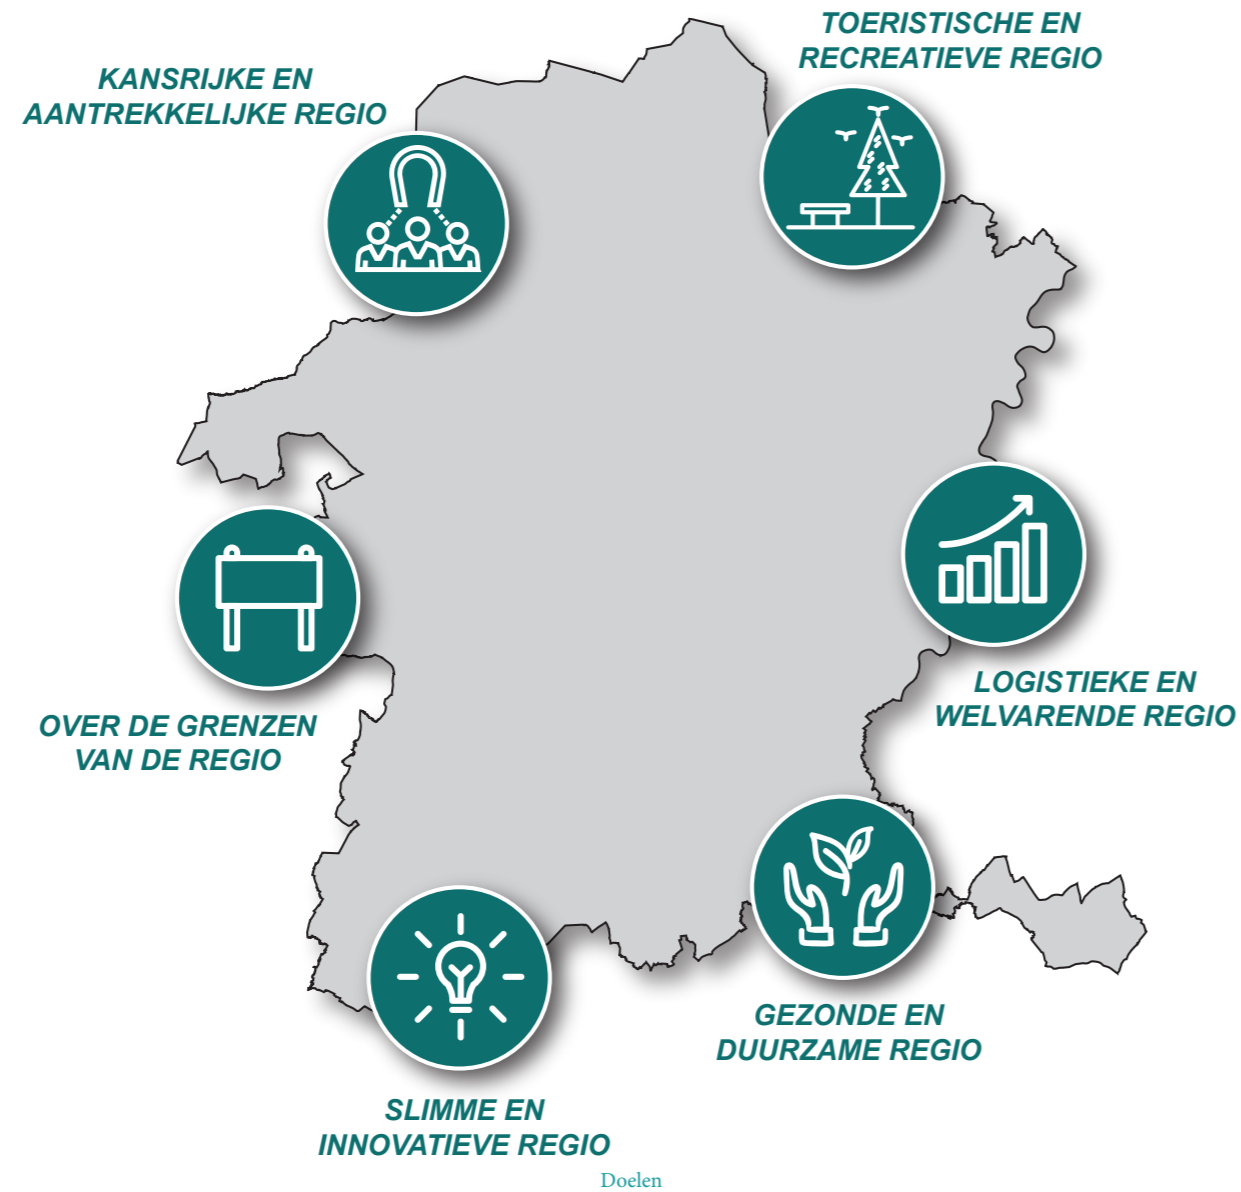 TOERISTISCHE EN
RECREATIEVE REGIO
KANSRIJKE EN
AANTREKKELIJKE REGIO
LOGISTIEKE EN
WELVARENDE REGIO
OVER DE GRENZEN
VAN DE REGIO
GEZONDE EN
DUURZAME REGIO
SLIMME EN
INNOVATIEVE REGIO
Doelen